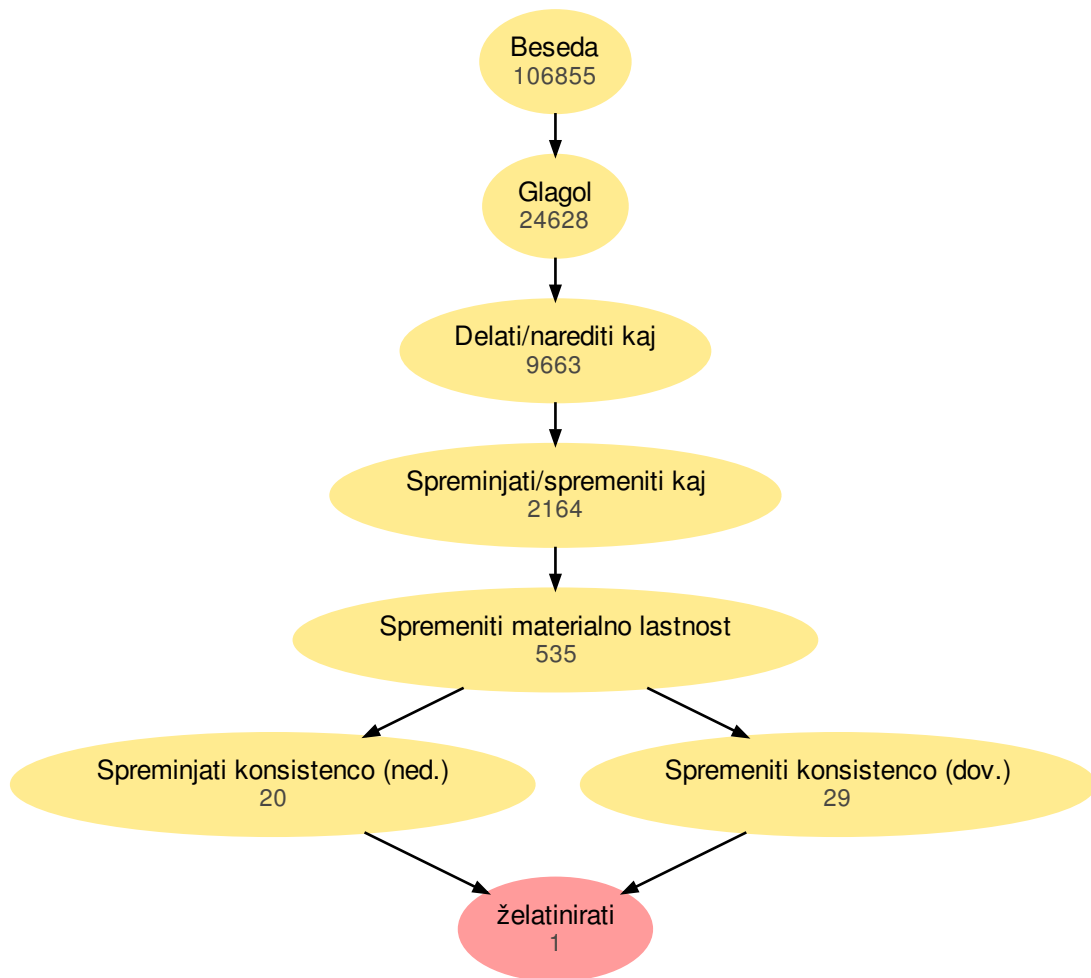 Beseda
106855
Glagol
24628
Delati/narediti kaj
9663
Spreminjati/spremeniti kaj
2164
Spremeniti materialno lastnost
535
Spreminjati konsistenco (ned.)
20
Spremeniti konsistenco (dov.)
29
želatinirati
1